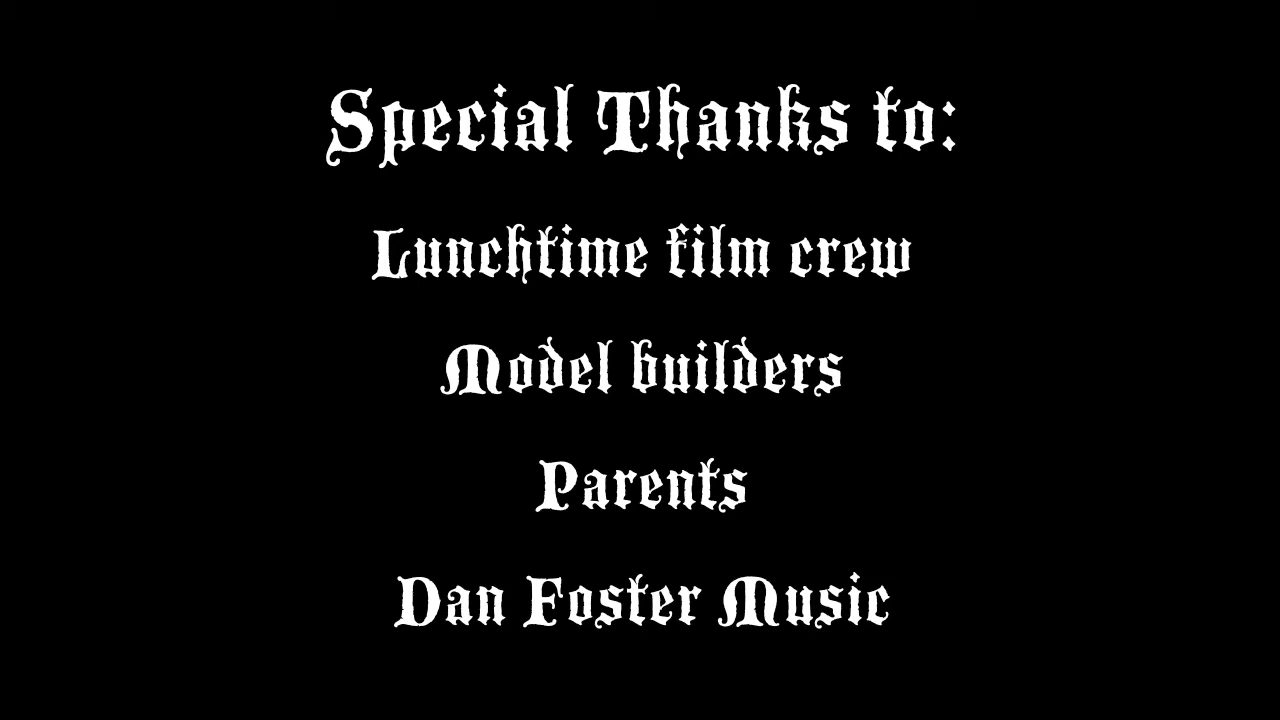 Special Thanks to:
Lunchtime film crew
Model builders
Parents
Dan Foster Music